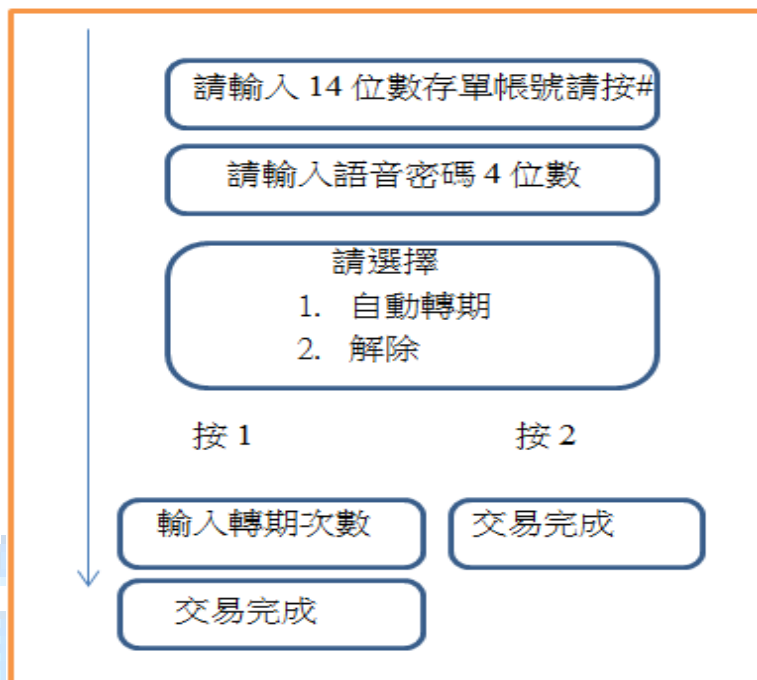 請輸入 14 位數存單帳號請按#
請輸入語音密碼 4 位數
請選擇
1. 自動轉期
2. 解除
按 1
按 2
輸入轉期次數
交易完成
交易完成